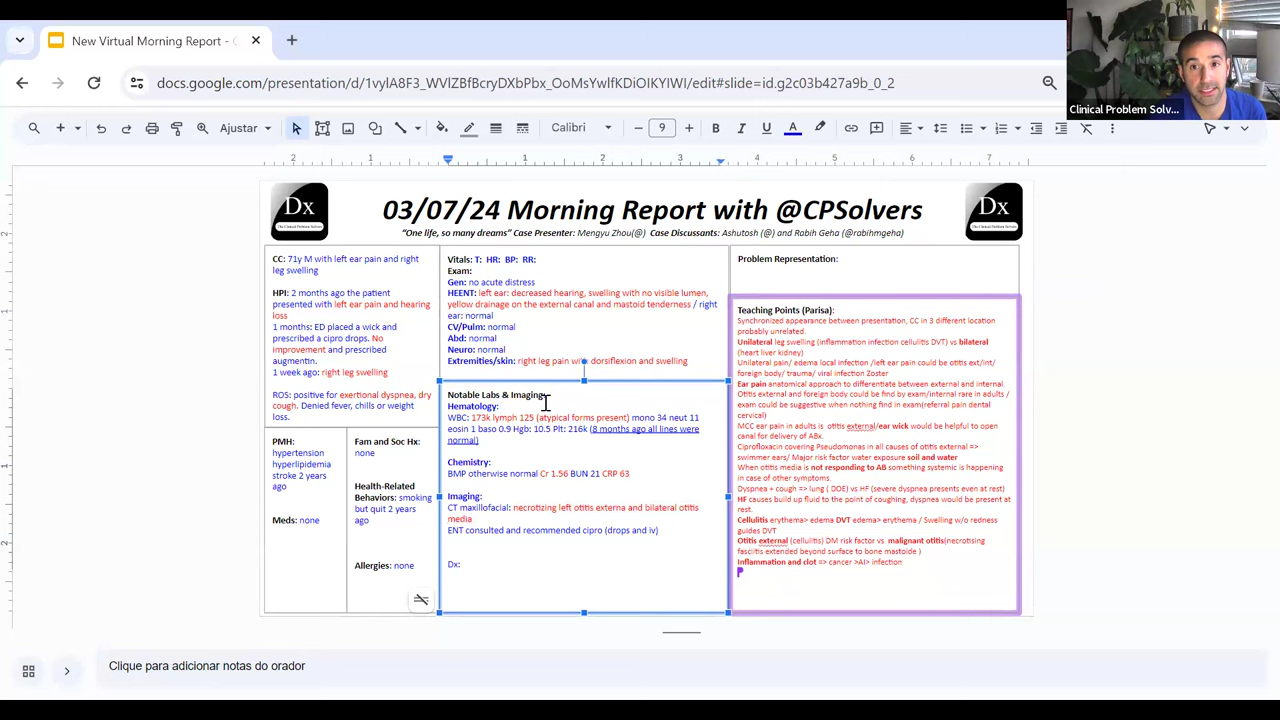 New Virtual Morning Report - C
docs.google.com/presentation/d/1vylA8F3_WVlZBfBcryDXbPbx_OoMsYwlfKDiOIKYIWI/edit#slide=id.g2c03b427a9b_0_2
Clinical Problem Solv...
Ajustar
Calibri
9
2 1 1 2 3 4 5 6 7
Dx
The Clinical Problem Solvers
03/07/24 Morning Report with @CPSolvers
“One life, so many dreams” Case Presenter: Mengyu Zhou(@) Case Discussants: Ashutosh (@) and Rabih Geha (@rabihmgeha)
Dx
The Clinical Problem Solvers
CC: 71y M with left ear pain and right
leg swelling
HPI: 2 months ago the patient
presented with left ear pain and hearing
loss
1 months: ED placed a wick and
prescribed a cipro drops. No
improvement and prescribed
augmentin.
1 week ago: right leg swelling
ROS: positive for exertional dyspnea, dry
cough. Denied fever, chills or weight
loss.
PMH:
hypertension
hyperlipidemia
stroke 2 years
ago
Meds: none
Fam and Soc Hx:
none
Health-Related
Behaviors: smoking
but quit 2 years
ago
Allergies: none
Vitals: T: HR: BP: RR:
Exam:
Gen: no acute distress
HEENT: left ear: decreased hearing, swelling with no visible lumen,
yellow drainage on the external canal and mastoid tenderness / right
ear: normal
CV/Pulm: normal
Abd: normal
Neuro: normal
Extremities/skin: right leg pain with dorsiflexion and swelling
Notable Labs & Imaging:
Hematology:
WBC: 173k lymph 125 (atypical forms present) mono 34 neut 11
eosin 1 baso 0.9 Hgb: 10.5 Plt: 216k (8 months ago all lines were
normal)
Chemistry:
BMP otherwise normal Cr 1.56 BUN 21 CRP 63
Imaging:
CT maxillofacial: necrotizing left otitis externa and bilateral otitis
media
ENT consulted and recommended cipro (drops and iv)
Dx:
Problem Representation:
Teaching Points (Parisa):
Synchronized appearance between presentation, CC in 3 different location
probably unrelated.
Unilateral leg swelling (inflammation infection cellulitis DVT) vs bilateral
(heart liver kidney)
Unilateral pain/ edema local infection /left ear pain could be otitis ext/int/
foreign body/ trauma/ viral infection Zoster
Ear pain anatomical approach to differentiate between external and internal.
Otitis external and foreign body could be find by exam/internal rare in adults /
exam could be suggestive when nothing find in exam(referral pain dental
cervical)
MCC ear pain in adults is otitis external/ear wick would be helpful to open
canal for delivery of ABx.
Ciprofloxacin covering Pseudomonas in all causes of otitis external =>
swimmer ears/ Major risk factor water exposure soil and water
When otitis media is not responding to AB something systemic is happening
in case of other symptoms.
Dyspnea + cough => lung ( DOE) vs HF (severe dyspnea presents even at rest)
HF causes build up fluid to the point of coughing, dyspnea would be present at
rest.
Cellulitis erythema> edema DVT edema> erythema / Swelling w/o redness
guides DVT
Otitis external (cellulitis) DM risk factor vs malignant otitis(necrotising
fasciitis extended beyond surface to bone mastoide )
Inflammation and clot => cancer >AI> infection
P
Clique para adicionar notas do orador